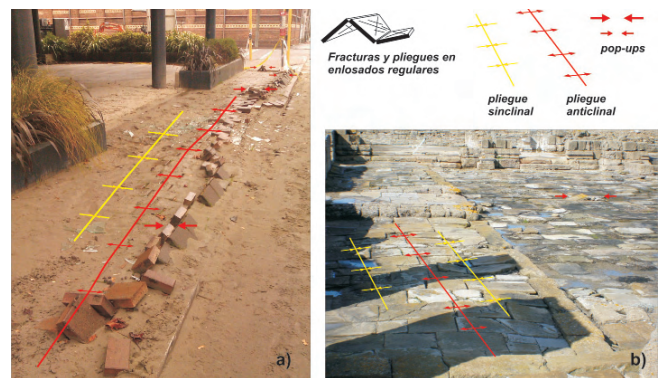 Fracturas y pliegues en
enlosados regulares
pliegue
sinclinal
pliegue
anticlinal
pop-ups
a)
b)